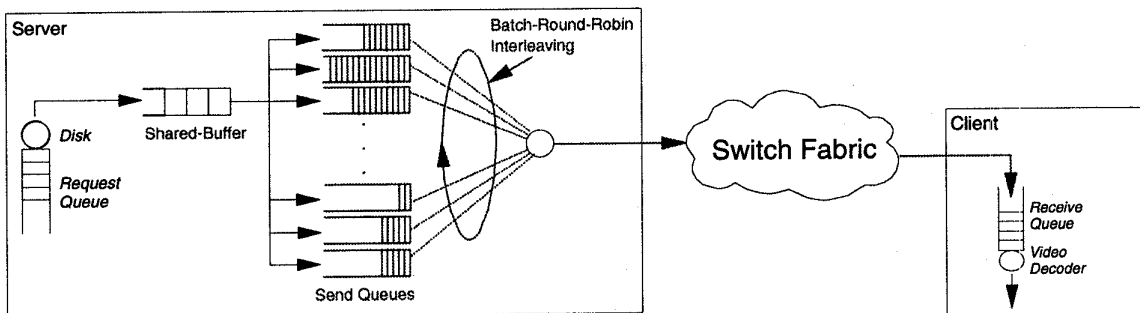 Server
Batch-Round-Robin
Interleaving
Disk
Shared-Buffer
Request
Queue
Send Queues
Switch Fabric
Client
Receive
Queue
Video
Decoder